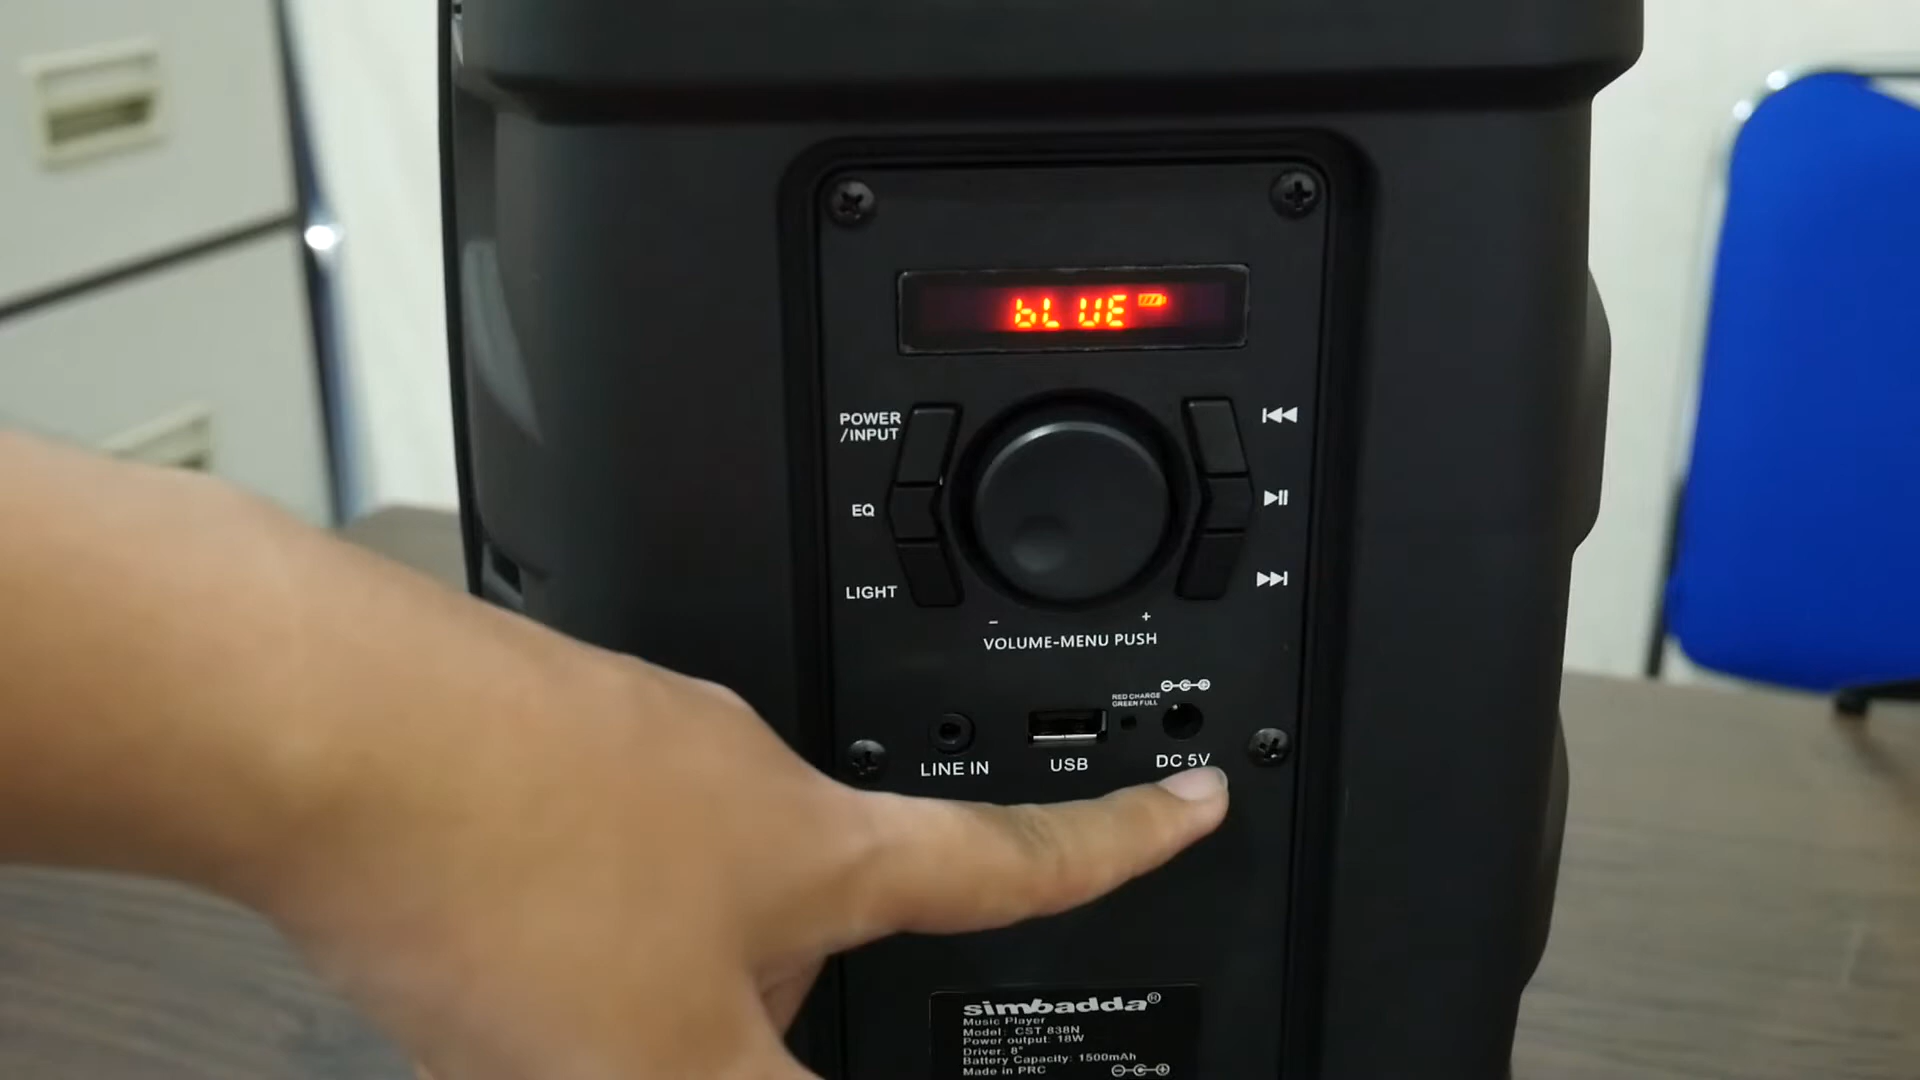 bLUE
POWER
/INPUT
EQ
LIGHT
- +
VOLUME-MENU PUSH
RED CHARGE
GREEN FULL
LINE IN
USB
DC 5V
simbadda®
Music Player
Model: CST 838N
Power output: 18W
Driver: 8"
Battery Capacity: 1500mAh
Made in PRC